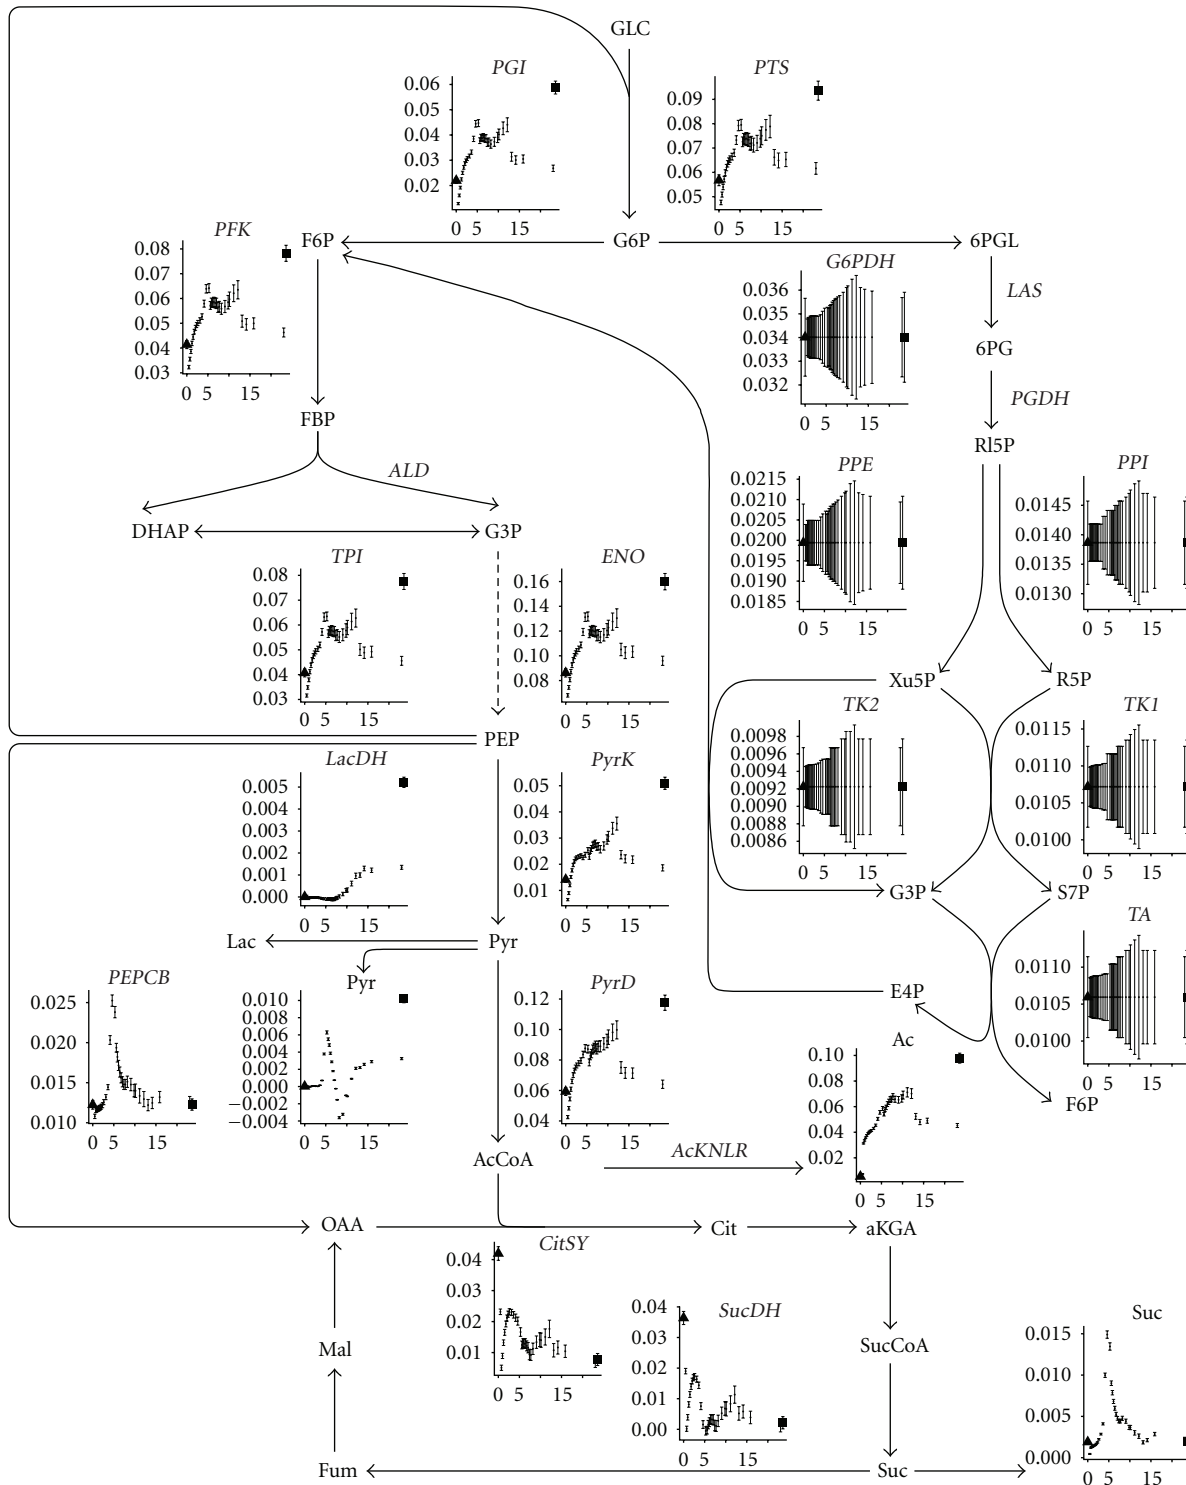 GLC
PGI
0.06
0.05
0.04
0.03
0.02
0 5 15
PTS
0.09
0.08
0.07
0.06
0.05
0 5 15
PFK
0.08
0.07
0.06
0.05
0.04
0.03
0 5 15
F6P
G6P
6PGL
G6PDH
0.036
0.035
0.034
0.033
0.032
0 5 15
LAS
6PG
PGDH
Rl5P
FBP
ALD
DHAP
G3P
PPE
0.0215
0.0210
0.0205
0.0200
0.0195
0.0190
0.0185
0 5 15
PPI
0.0145
0.0140
0.0135
0.0130
0 5 15
TPI
0.08
0.07
0.06
0.05
0.04
0.03
0 5 15
ENO
0.16
0.14
0.12
0.10
0.08
0 5 15
Xu5P
R5P
PEP
TK2
0.0098
0.0096
0.0094
0.0092
0.0090
0.0088
0.0086
0 5 15
TK1
0.0115
0.0110
0.0105
0.0100
0 5 15
LacDH
0.005
0.004
0.003
0.002
0.001
0.000
0 5 15
PyrK
0.05
0.04
0.03
0.02
0.01
0 5 15
G3P
S7P
Lac
Pyr
TA
0.0110
0.0105
0.0100
0 5 15
PEPCB
0.025
0.020
0.015
0.010
0 5 15
Pyr
0.010
0.008
0.006
0.004
0.002
0.000
−0.002
−0.004
0 5 15
PyrD
0.12
0.10
0.08
0.06
0.04
0 5 15
E4P
Ac
0.10
0.08
0.06
0.04
0.02
0 5 15
F6P
AcCoA
AcKNLR
OAA
Cit
aKGA
CitSY
0.04
0.03
0.02
0.01
0 5 15
SucDH
0.04
0.03
0.02
0.01
0.00
0 5 15
Mal
SucCoA
Suc
0.015
0.010
0.005
0.000
0 5 15
Fum
Suc